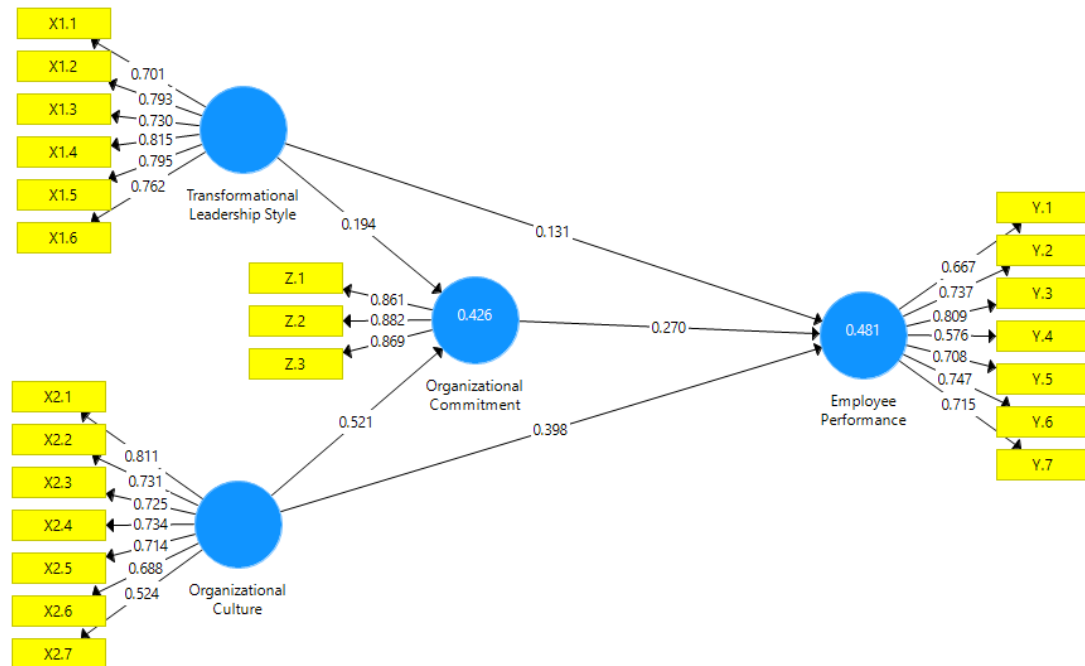 X1.1
X1.2
X1.3
X1.4
X1.5
X1.6
0.701
0.793
0.730
0.815
0.795
0.762
Transformational
Leadership Style
0.194
0.131
Z.1
Z.2
Z.3
0.861
0.882
0.869
0.426
Organizational
Commitment
0.270
0.521
0.398
X2.1
X2.2
X2.3
X2.4
X2.5
X2.6
X2.7
0.811
0.731
0.725
0.734
0.714
0.688
0.524
Organizational
Culture
0.481
Employee
Performance
0.667
0.737
0.809
0.576
0.708
0.747
0.715
Y.1
Y.2
Y.3
Y.4
Y.5
Y.6
Y.7